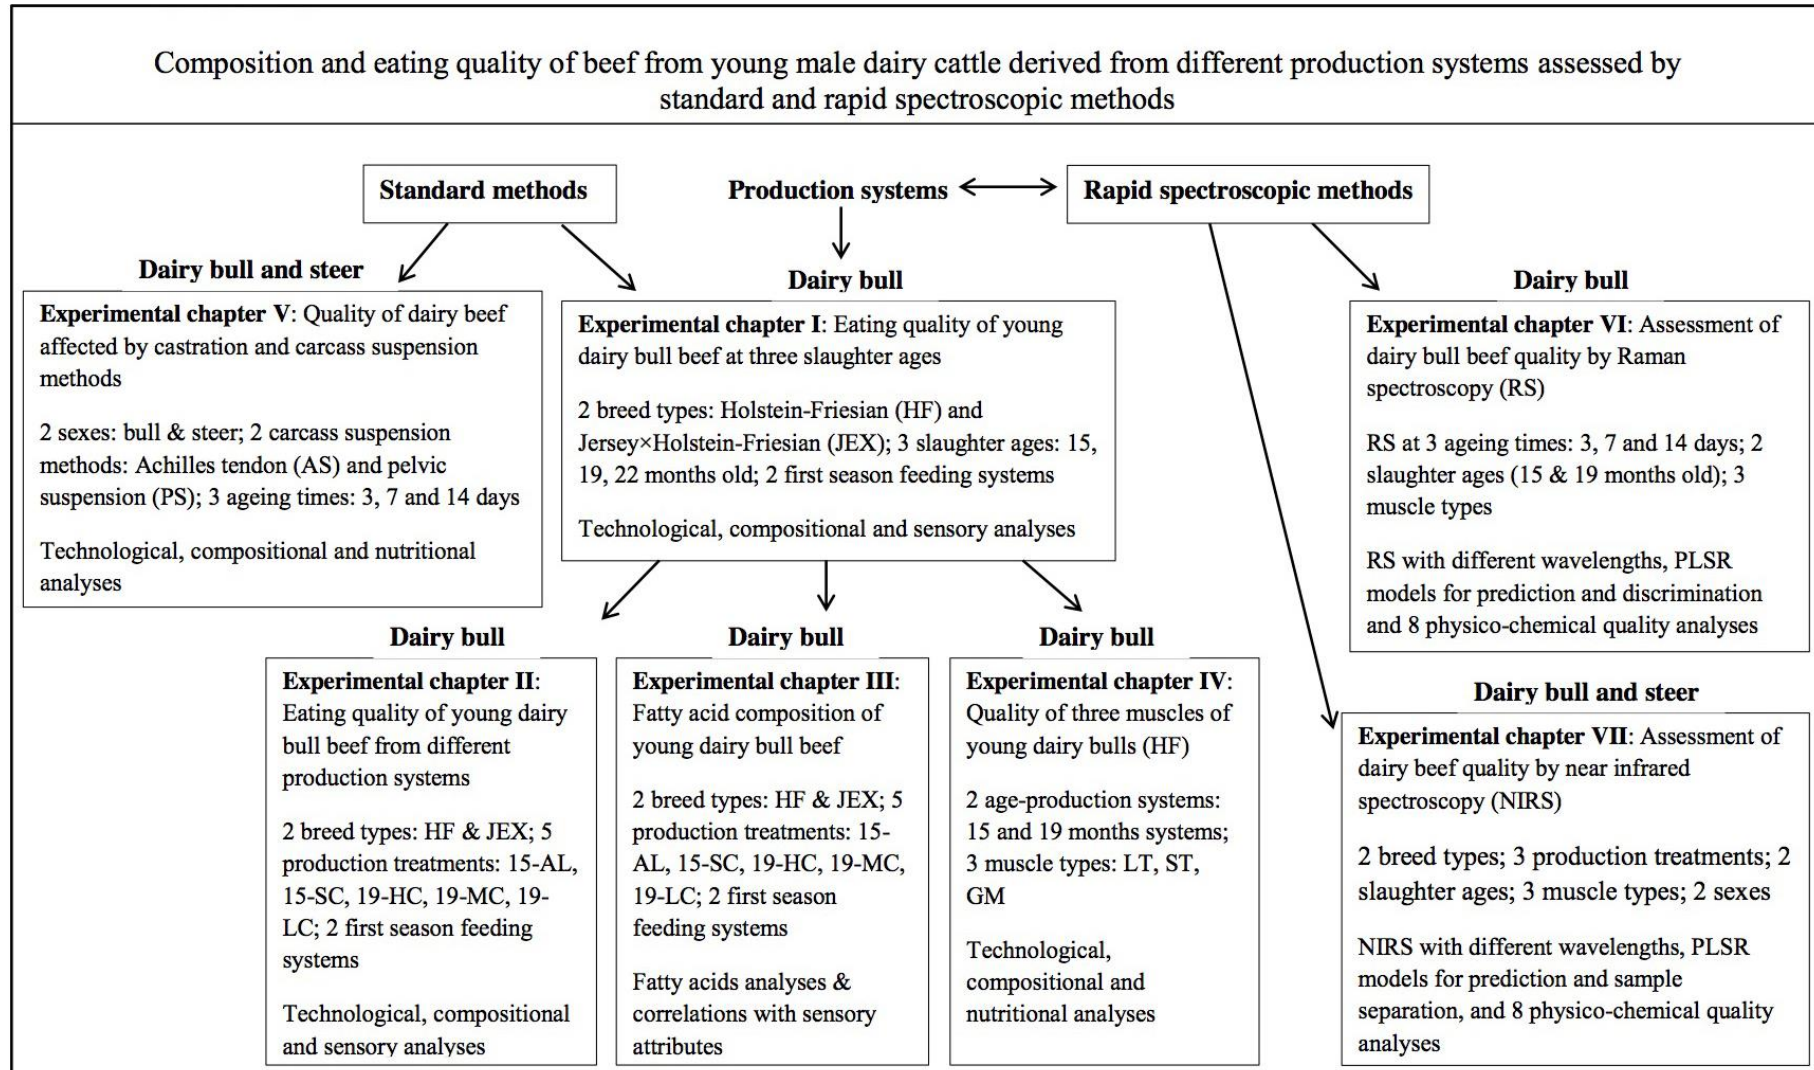 Composition and eating quality of beef from young male dairy cattle derived from different production systems assessed by
standard and rapid spectroscopic methods
Standard methods
Production systems
Rapid spectroscopic methods
Dairy bull and steer
Experimental chapter V: Quality of dairy beef
affected by castration and carcass suspension
methods
2 sexes: bull & steer; 2 carcass suspension
methods: Achilles tendon (AS) and pelvic
suspension (PS); 3 ageing times: 3, 7 and 14 days
Technological, compositional and nutritional
analyses
Dairy bull
Experimental chapter I: Eating quality of young
dairy bull beef at three slaughter ages
2 breed types: Holstein-Friesian (HF) and
Jersey×Holstein-Friesian (JEX); 3 slaughter ages: 15,
19, 22 months old; 2 first season feeding systems
Technological, compositional and sensory analyses
Dairy bull
Experimental chapter VI: Assessment of
dairy bull beef quality by Raman
spectroscopy (RS)
RS at 3 ageing times: 3, 7 and 14 days; 2
slaughter ages (15 & 19 months old); 3
muscle types
RS with different wavelengths, PLSR
models for prediction and discrimination
and 8 physico-chemical quality analyses
Dairy bull
Experimental chapter II:
Eating quality of young dairy
bull beef from different
production systems
2 breed types: HF & JEX; 5
production treatments: 15-AL,
15-SC, 19-HC, 19-MC, 19-
LC; 2 first season feeding
systems
Technological, compositional
and sensory analyses
Dairy bull
Experimental chapter III:
Fatty acid composition of
young dairy bull beef
2 breed types: HF & JEX; 5
production treatments: 15-
AL, 15-SC, 19-HC, 19-MC,
19-LC; 2 first season
feeding systems
Fatty acids analyses &
correlations with sensory
attributes
Dairy bull
Experimental chapter IV:
Quality of three muscles of
young dairy bulls (HF)
2 age-production systems:
15 and 19 months systems;
3 muscle types: LT, ST,
GM
Technological,
compositional and
nutritional analyses
Dairy bull and steer
Experimental chapter VII: Assessment of
dairy beef quality by near infrared
spectroscopy (NIRS)
2 breed types; 3 production treatments; 2
slaughter ages; 3 muscle types; 2 sexes
NIRS with different wavelengths, PLSR
models for prediction and sample
separation, and 8 physico-chemical quality
analyses